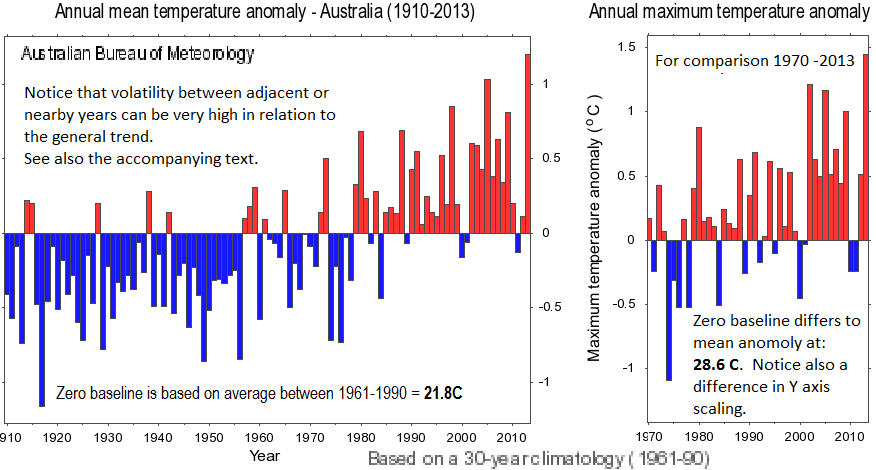 Annual mean temperature anomaly - Australia (1910-2013)
Annual maximum temperature anomaly
Australian Bureau of Meteorology
Notice that volatility between adjacent or
nearby years can be very high in relation to
the general trend.
See also the accompanying text.
1
0.5
0
-0.5
-1
Zero baseline is based on average between 1961-1990 = 21.8C
910 1920 1930 1940 1950 1960 1970 1980 1990 2000 2010
Year
For comparison 1970 -2013
Maximum temperature anomaly (°C)
1.5
1
0.5
0
-0.5
-1
Zero baseline differs to
mean anomoly at:
28.6 C. Notice also a
difference in Y axis
scaling.
1970 1980 1990 2000 2010
Based on a 30-year climatology (1961-90)